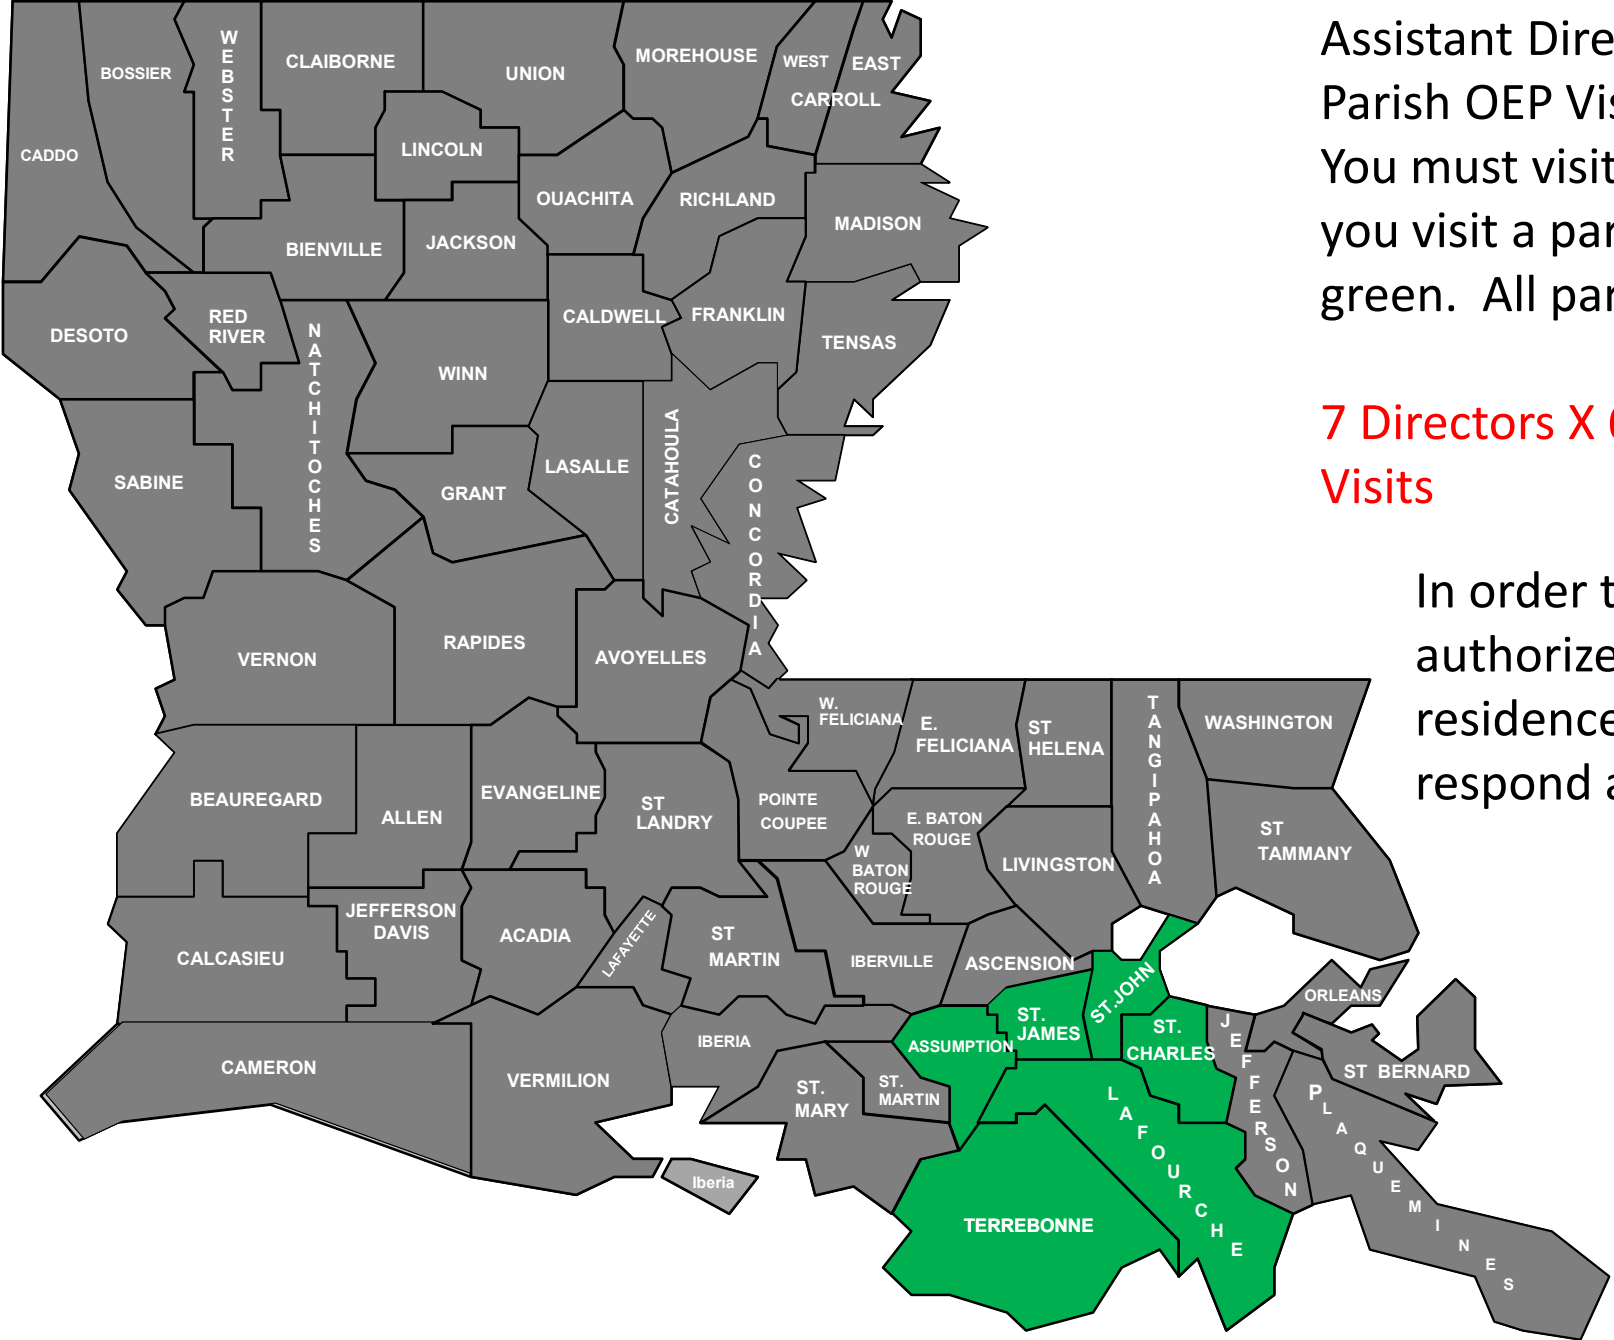 WEBSTER
CLAIBORNE
UNION
MOREHOUSE
WEST
EAST
CARROLL
BOSSIER
CADDO
LINCOLN
OUACHITA
RICHLAND
MADISON
BIENVILLE
JACKSON
DESOTO
RED
RIVER
NATCHITOCHES
CALDWELL
FRANKLIN
TENSAS
WINN
SABINE
GRANT
LASALLE
CATAHOULA
CONCORDIA
VERNON
RAPIDES
AVOYELLES
W.
FELICIANA
E.
FELICIANA
ST
HELENA
TANGIPAHOA
WASHINGTON
BEAUREGARD
ALLEN
EVANGELINE
ST
LANDRY
POINTE
COUPEE
E. BATON
ROUGE
W
BATON
ROUGE
LIVINGSTON
ST
TAMMANY
JEFFERSON
DAVIS
ACADIA
LAFAYETTE
ST
MARTIN
IBERVILLE
ASCENSION
CALCASIEU
ST.JOHN
ORLEANS
ST.
JAMES
ST.
CHARLES
JEFFERSON
ASSUMPTION
IBERIA
CAMERON
VERMILION
ST.
MARY
ST.
MARTIN
ST BERNARD
PLAQUEMINES
LAFOURCHE
Iberia
TERREBONNE
Assistant Dire
Parish OEP Vis
You must visit
you visit a par
green. All par
7 Directors X
Visits
In order t
authorize
residence
respond a